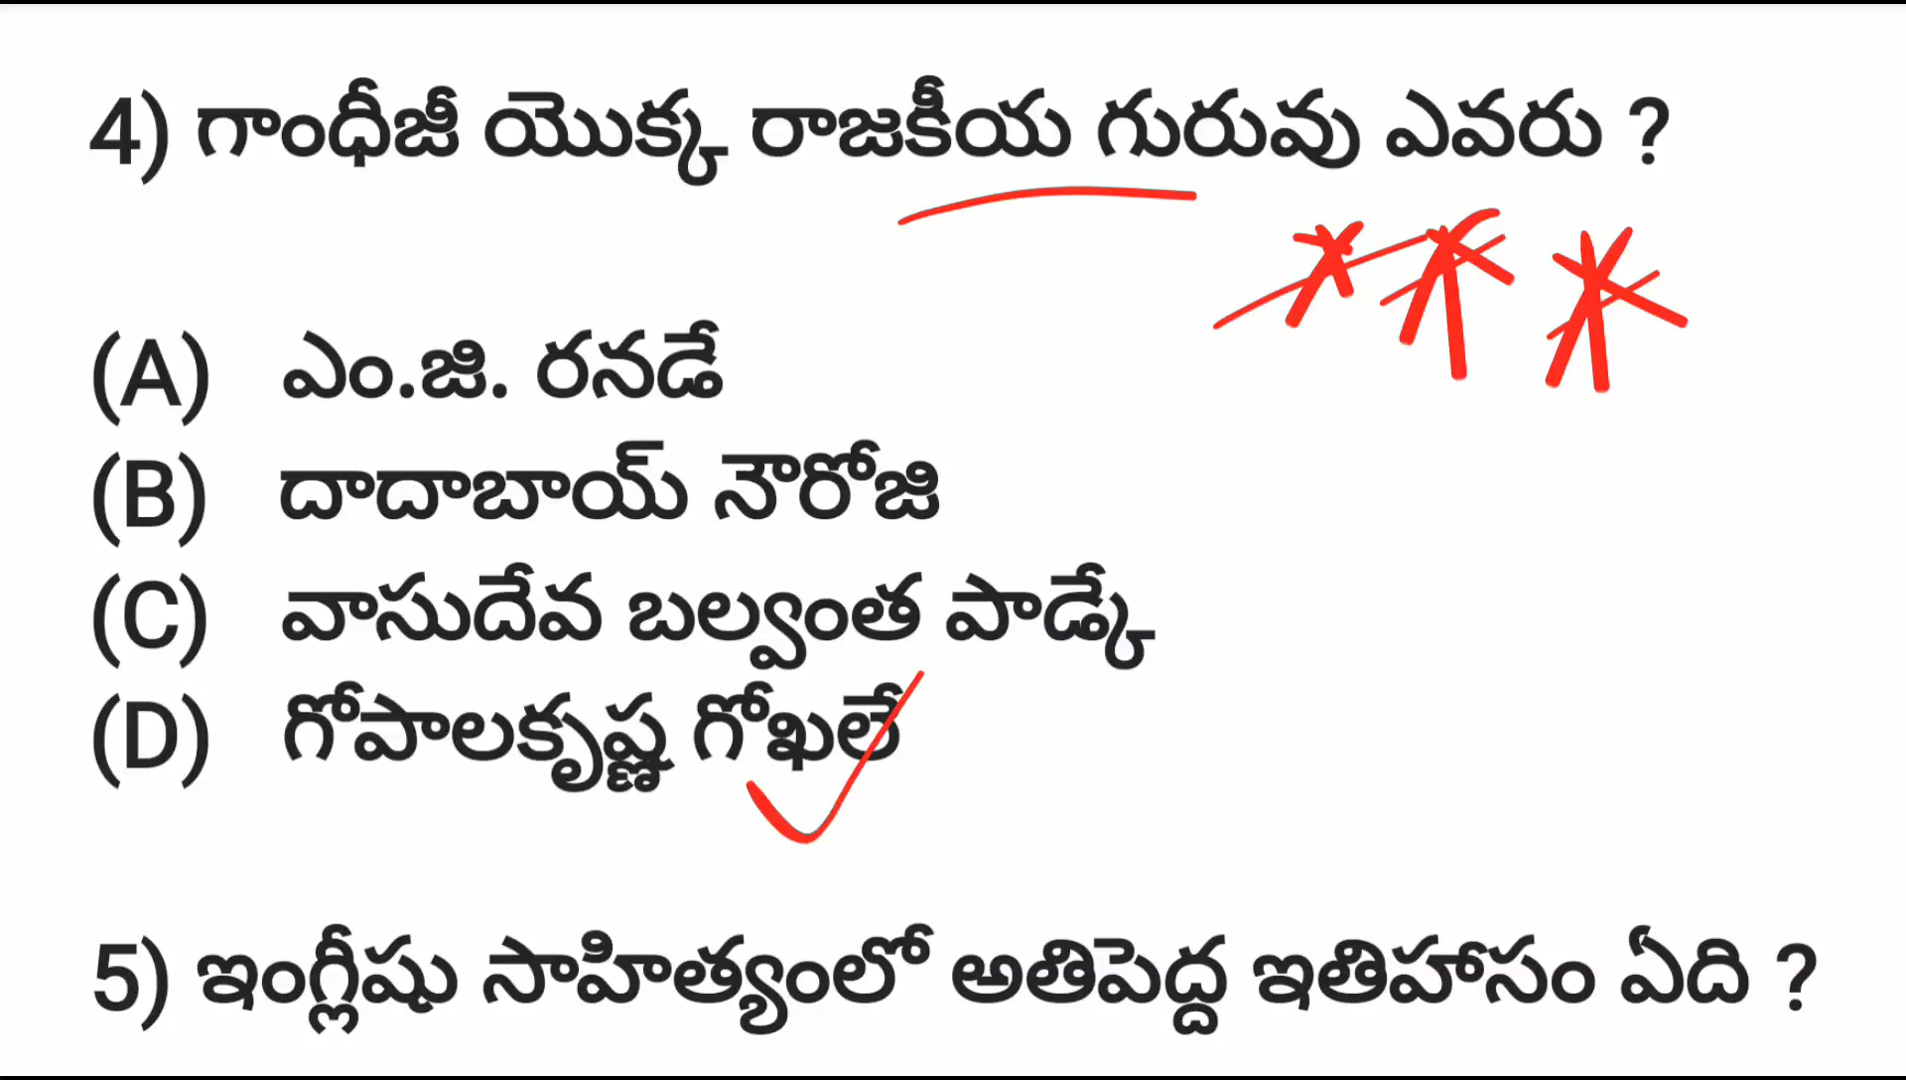 4) గాంధీజీ యొక్క రాజకీయ గురువు ఎవరు ?
(A) ఎం.జి. రనడే
(B) దాదాబాయ్ నౌరోజి
(C) వాసుదేవ బల్వంత పాడ్కే
(D) గోపాలకృష్ణ గోఖలే
5) ఇంగ్లీషు సాహిత్యంలో అతిపెద్ద ఇతిహాసం ఏది ?